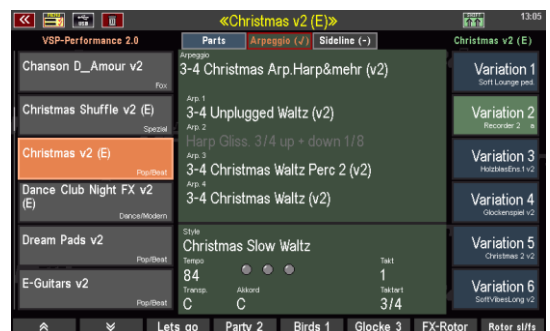 «Christmas v2 (E)»
13:05
VSP-Performance 2.0
Parts
Arpeggio (√)
Sideline (-)
Christmas v2 (E)
Chanson D_Amour v2
Fox
Christmas Shuffle v2 (E)
Spezial
Christmas v2 (E)
Pop/Beat
Dance Club Night FX v2 (E)
Dance/Modern
Dream Pads v2
Pop/Beat
E-Guitars v2
Pop/Beat
Arpeggio
3-4 Christmas Arp.Harp&mehr (v2)
Arp. 1
3-4 Unplugged Waltz (v2)
Arp. 2
Harp Gliss. 3/4 up + down 1/8
Arp. 3
3-4 Christmas Waltz Perc 2 (v2)
Arp. 4
3-4 Christmas Waltz (v2)
Style
Christmas Slow Waltz
Tempo
84
Takt
1
Transp.
C
Akkord
C
Taktart
3/4
Variation 1
Soft Lounge ped.
Variation 2
Recorder 2
Variation 3
HolzblasEns.1 v2
Variation 4
Glockenspiel v2
Variation 5
Christmas 2 v2
Variation 6
SoftVibesLong v2
Lets go
Party 2
Birds 1
Glocke 3
FX-Rotor
Rotor sl/fs